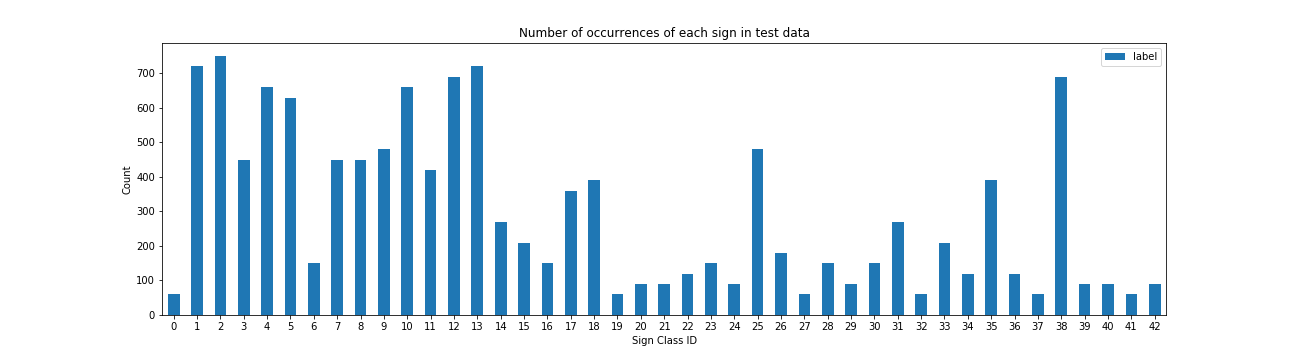 Number of occurrences of each sign in test data
label
700
600
500
400
300
200
100
0
Count
0 1 2 3 4 5 6 7 8 9 10 11 12 13 14 15 16 17 18 19 20 21 22 23 24 25 26 27 28 29 30 31 32 33 34 35 36 37 38 39 40 41 42
Sign Class ID